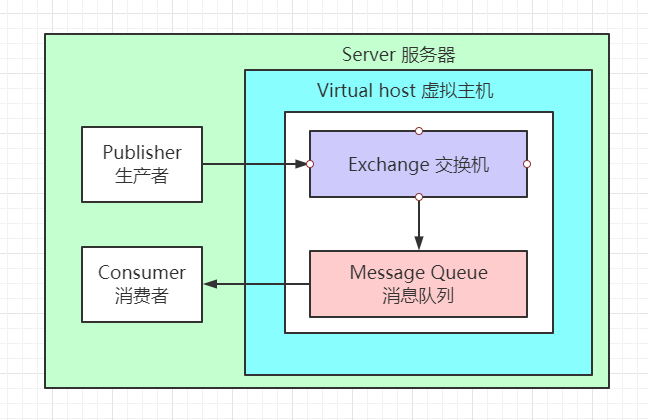 Server 服务器
Virtual host 虚拟主机
Publisher
生产者
Exchange 交换机
Consumer
消费者
Message Queue
消息队列